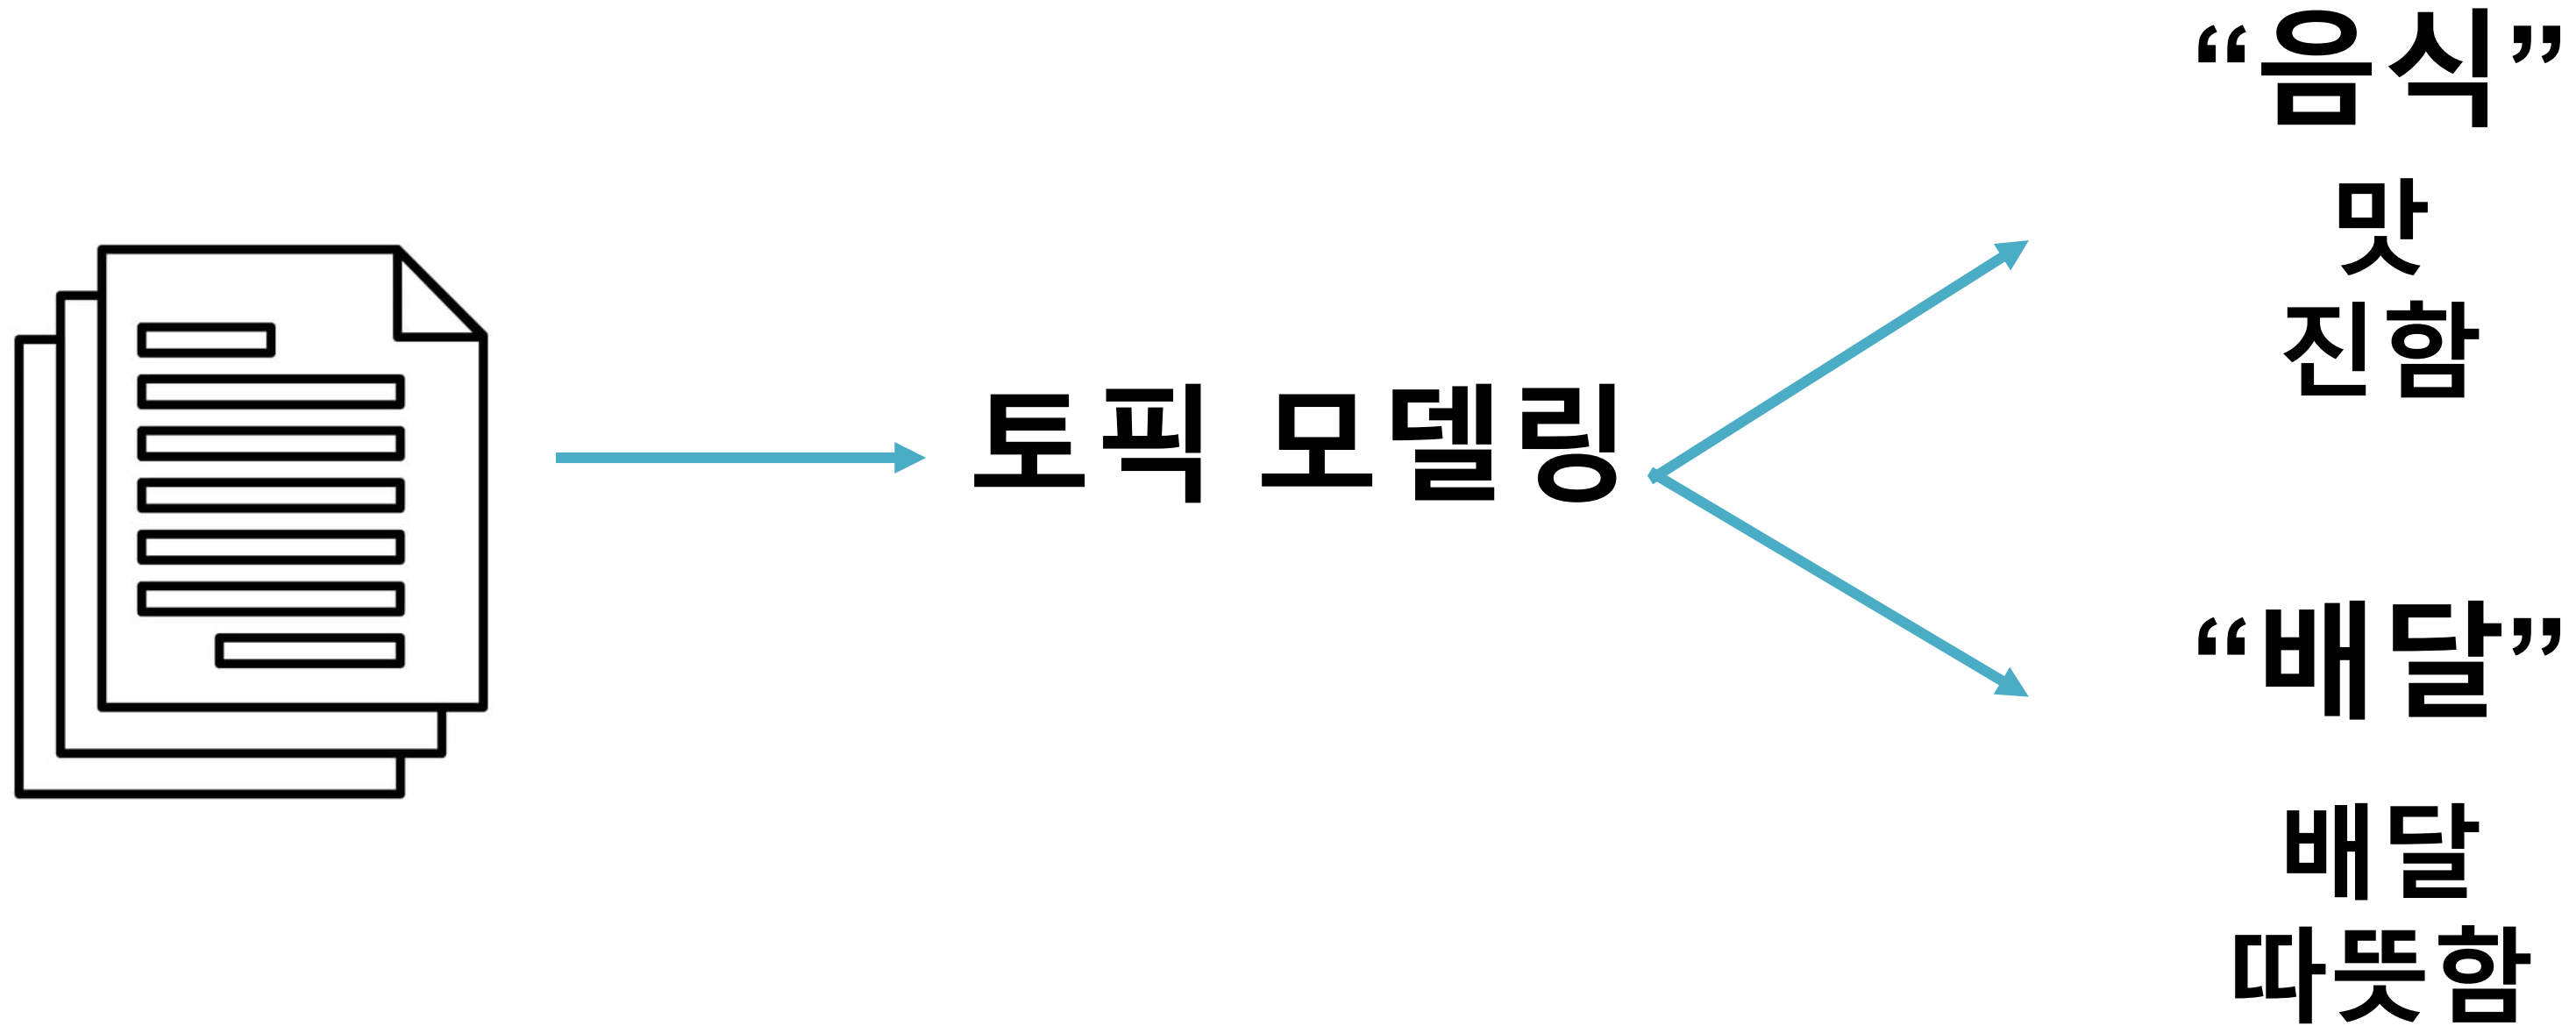 토픽 모델링
“음식”
맛
진함
“배달”
배달
따뜻함